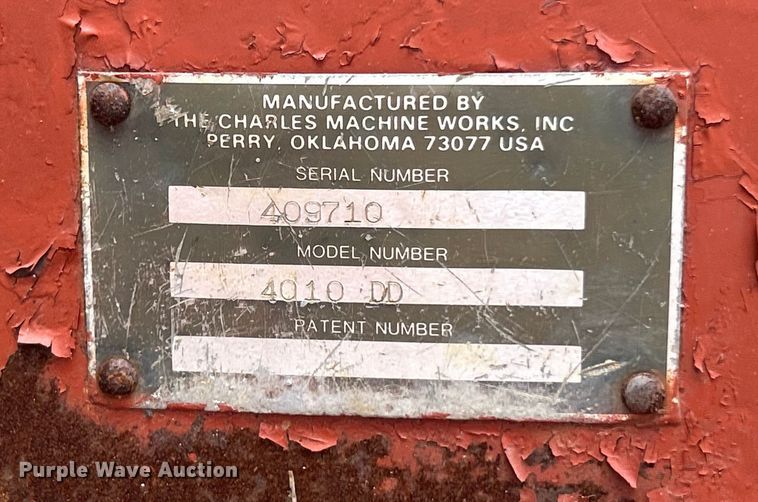 MANUFACTURED BY
THE CHARLES MACHINE WORKS, INC
PERRY, OKLAHOMA 73077 USA
SERIAL NUMBER
409710
MODEL NUMBER
4010 DD
PATENT NUMBER
Purple Wave Auction